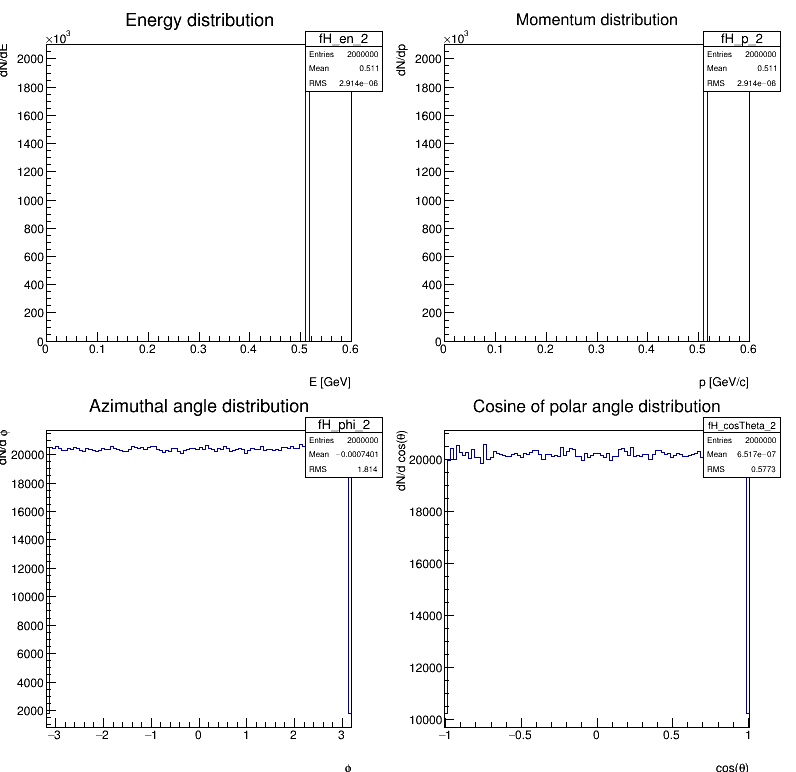 Energy distribution
×10³
fH_en_2
Entries 2000000
Mean 0.511
RMS 2.914e−06
dN/dE
2000
1800
1600
1400
1200
1000
800
600
400
200
0
0 0.1 0.2 0.3 0.4 0.5 0.6
E [GeV]
Momentum distribution
×10³
fH_p_2
Entries 2000000
Mean 0.511
RMS 2.914e−06
dN/dp
2000
1800
1600
1400
1200
1000
800
600
400
200
0
0 0.1 0.2 0.3 0.4 0.5 0.6
p [GeV/c]
Azimuthal angle distribution
fH_phi_2
Entries 2000000
Mean −0.0007401
RMS 1.814
dN/d ϕ
20000
18000
16000
14000
12000
10000
8000
6000
4000
2000
−3 −2 −1 0 1 2 3
ϕ
Cosine of polar angle distribution
fH_cosTheta_2
Entries 2000000
Mean 6.517e−07
RMS 0.5773
dN/d cos(θ)
20000
18000
16000
14000
12000
10000
−1 −0.5 0 0.5 1
cos(θ)